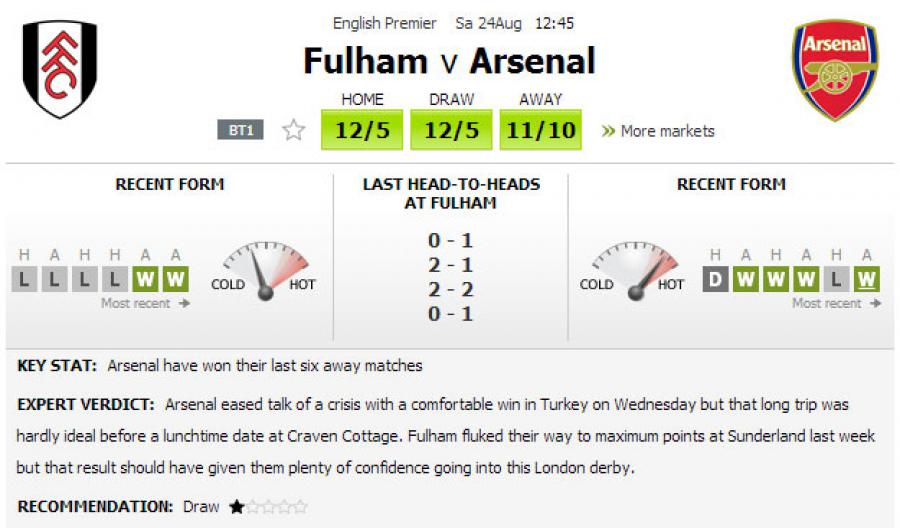 English Premier Sa 24Aug 12:45
Fulham v Arsenal
FFC
Arsenal
HOME DRAW AWAY
BT1 12/5 12/5 11/10 » More markets
RECENT FORM
H A H H A A
L L L L W W
Most recent →
COLD HOT
LAST HEAD-TO-HEADS
AT FULHAM
0 - 1
2 - 1
2 - 2
0 - 1
RECENT FORM
COLD HOT
H A H A H A
D W W W L W
Most recent →
KEY STAT: Arsenal have won their last six away matches
EXPERT VERDICT: Arsenal eased talk of a crisis with a comfortable win in Turkey on Wednesday but that long trip was
hardly ideal before a lunchtime date at Craven Cottage. Fulham fluked their way to maximum points at Sunderland last week
but that result should have given them plenty of confidence going into this London derby.
RECOMMENDATION: Draw ★☆☆☆☆